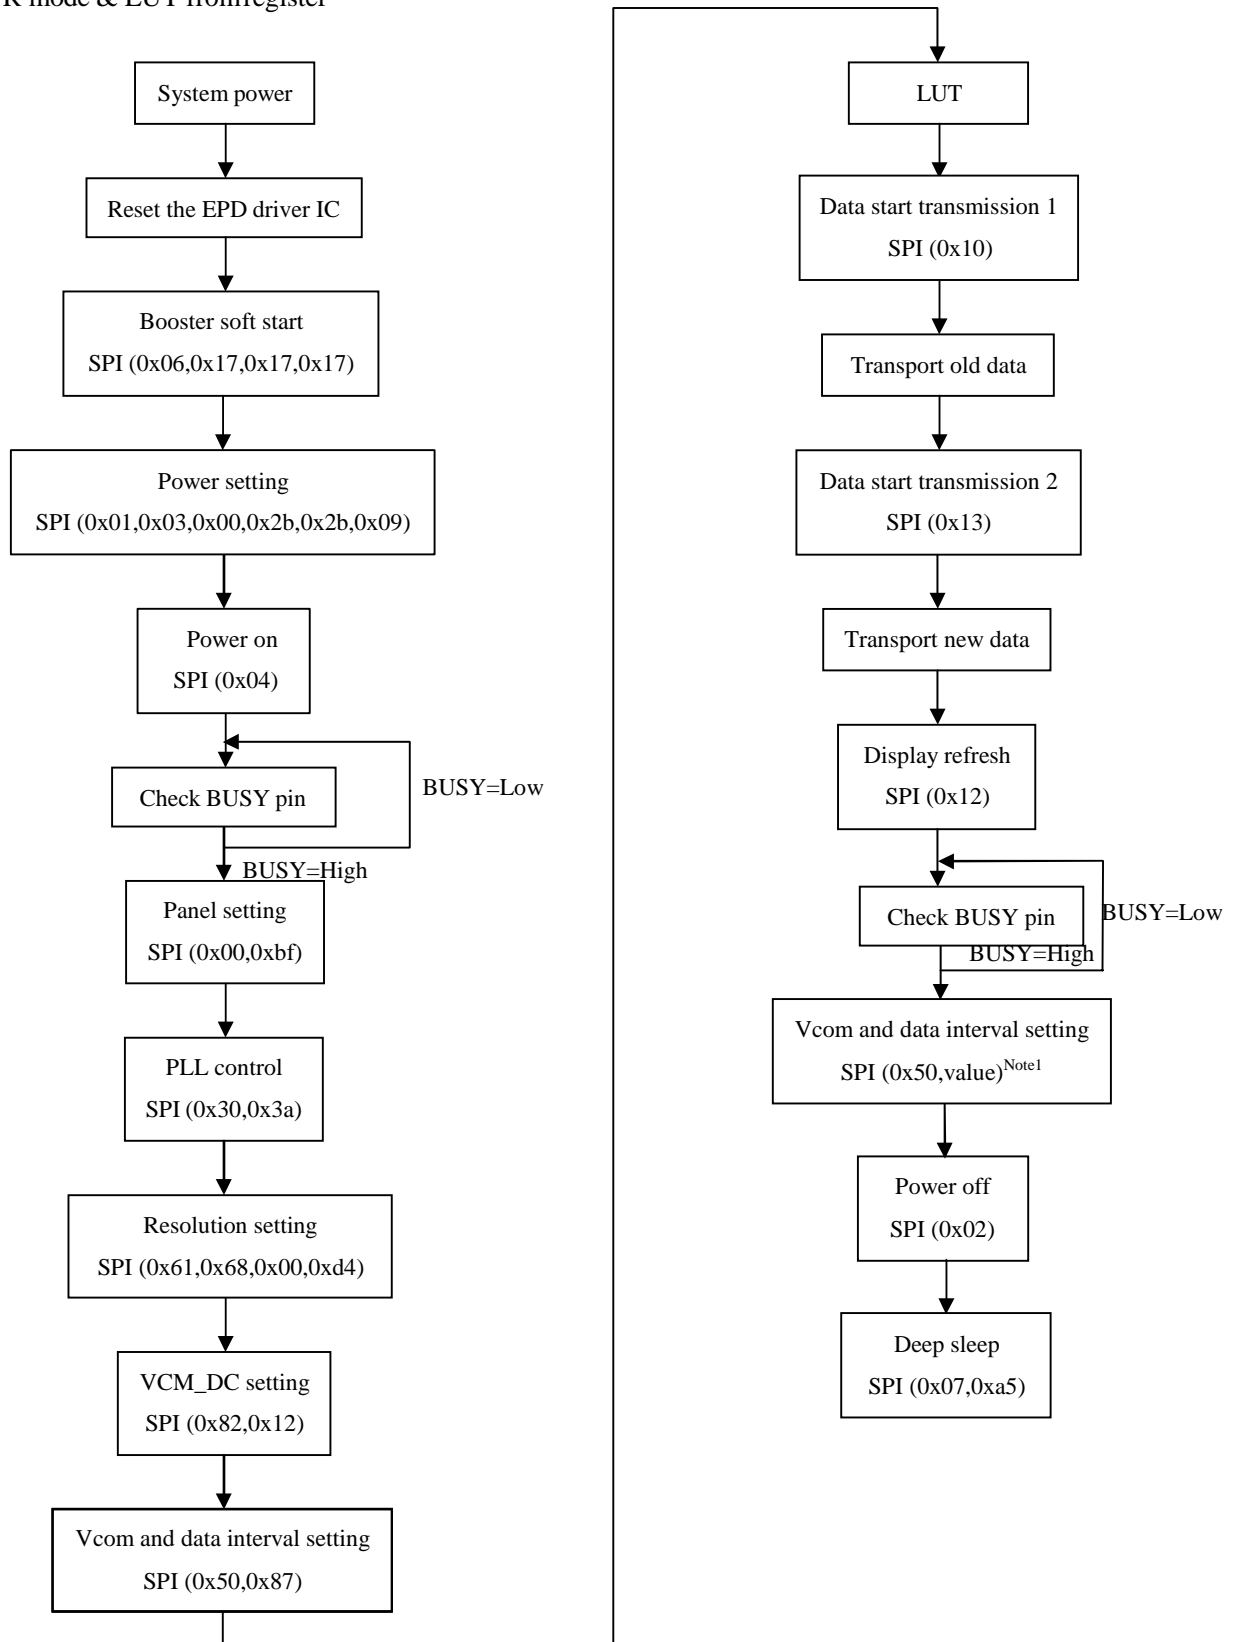 mode & LUT from register
System power
Reset the EPD driver IC
Booster soft start
SPI (0x06,0x17,0x17,0x17)
Power setting
SPI (0x01,0x03,0x00,0x2b,0x2b,0x09)
Power on
SPI (0x04)
Check BUSY pin
BUSY=Low
BUSY=High
Panel setting
SPI (0x00,0xbf)
PLL control
SPI (0x30,0x3a)
Resolution setting
SPI (0x61,0x68,0x00,0xd4)
VCM_DC setting
SPI (0x82,0x12)
Vcom and data interval setting
SPI (0x50,0x87)
LUT
Data start transmission 1
SPI (0x10)
Transport old data
Data start transmission 2
SPI (0x13)
Transport new data
Display refresh
SPI (0x12)
Check BUSY pin
BUSY=Low
BUSY=High
Vcom and data interval setting
SPI (0x50,value)Note1
Power off
SPI (0x02)
Deep sleep
SPI (0x07,0xa5)